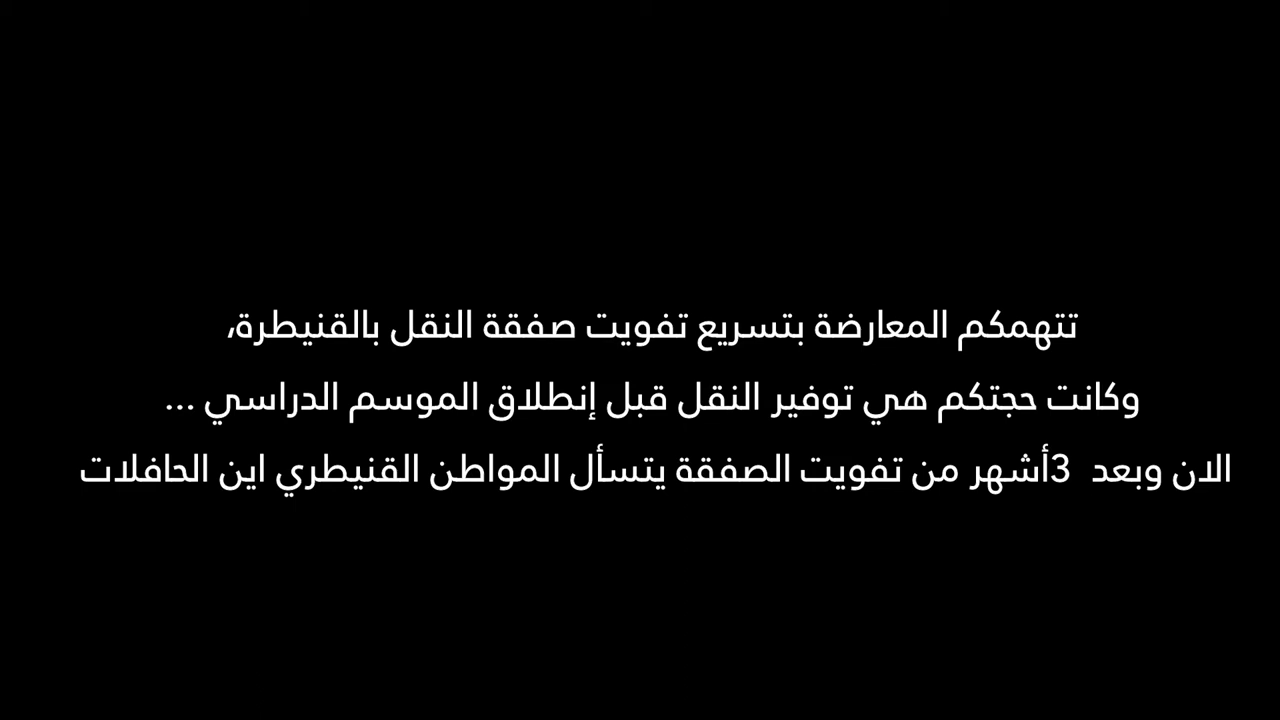 تتهمكم المعارضة بتسريع تفويت صفقة النقل بالقنيطرة،
وكانت حجتكم هي توفير النقل قبل إنطلاق الموسم الدراسي ...
الان وبعد 3أشهر من تفويت الصفقة يتسأل المواطن القنيطري اين الحافلات